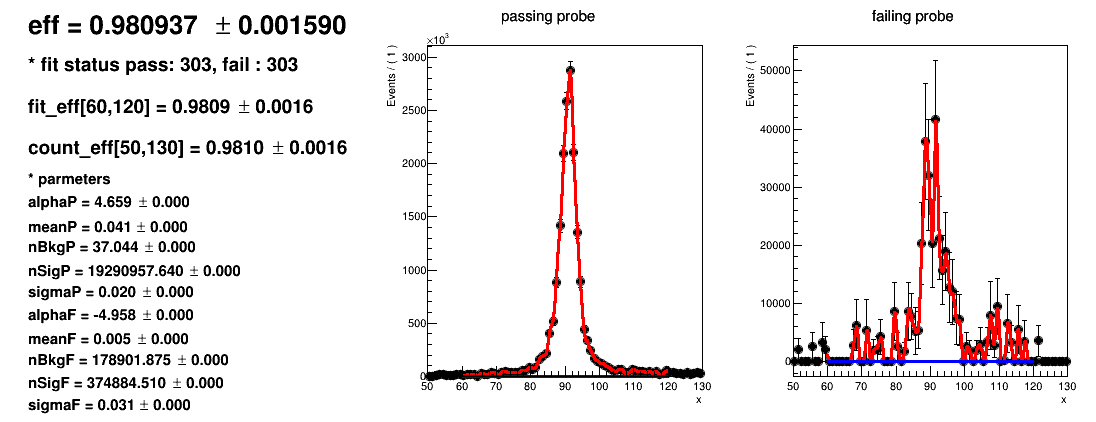 eff = 0.980937 ± 0.001590
* fit status pass: 303, fail : 303
fit_eff[60,120] = 0.9809 ± 0.0016
count_eff[50,130] = 0.9810 ± 0.0016
* parmeters
alphaP = 4.659 ± 0.000
meanP = 0.041 ± 0.000
nBkgP = 37.044 ± 0.000
nSigP = 19290957.640 ± 0.000
sigmaP = 0.020 ± 0.000
alphaF = -4.958 ± 0.000
meanF = 0.005 ± 0.000
nBkgF = 178901.875 ± 0.000
nSigF = 374884.510 ± 0.000
sigmaF = 0.031 ± 0.000
passing probe
×10³
Events / ( 1 )
3000
2500
2000
1500
1000
500
0
50 60 70 80 90 100 110 120 130
x
failing probe
Events / ( 1 )
50000
40000
30000
20000
10000
0
50 60 70 80 90 100 110 120 130
x